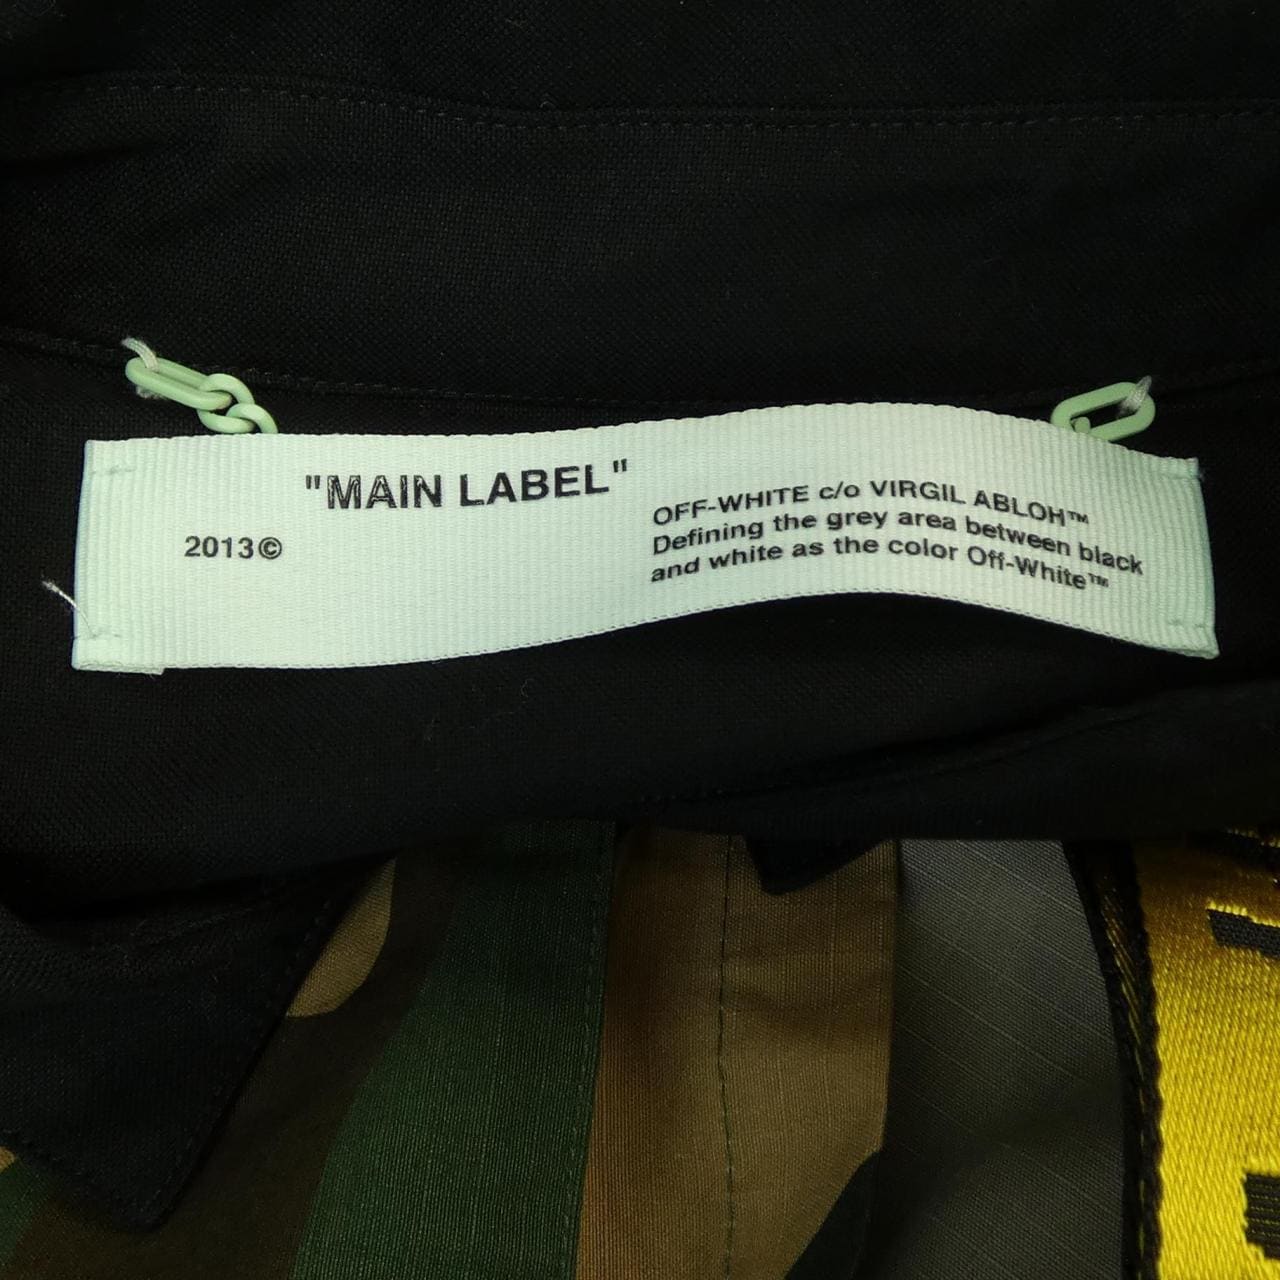 "MAIN LABEL"
2013©
OFF-WHITE c/o VIRGIL ABLOH™
Defining the grey area between black
and white as the color Off-White™